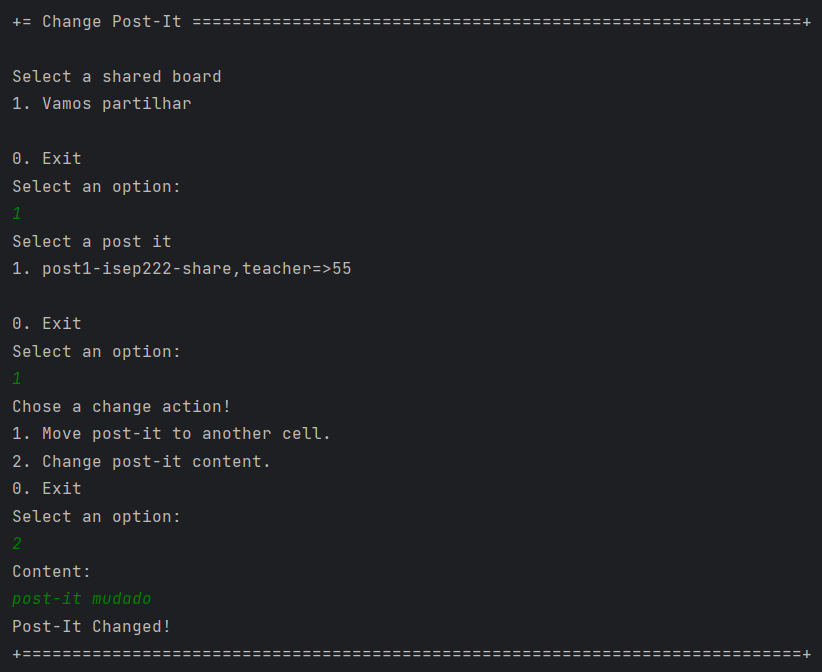 += Change Post-It =============================================================+
Select a shared board
1. Vamos partilhar
0. Exit
Select an option:
1
Select a post it
1. post1-isep222-share,teacher=>55
0. Exit
Select an option:
1
Chose a change action!
1. Move post-it to another cell.
2. Change post-it content.
0. Exit
Select an option:
2
Content:
post-it mudado
Post-It Changed!
+==============================================================================+